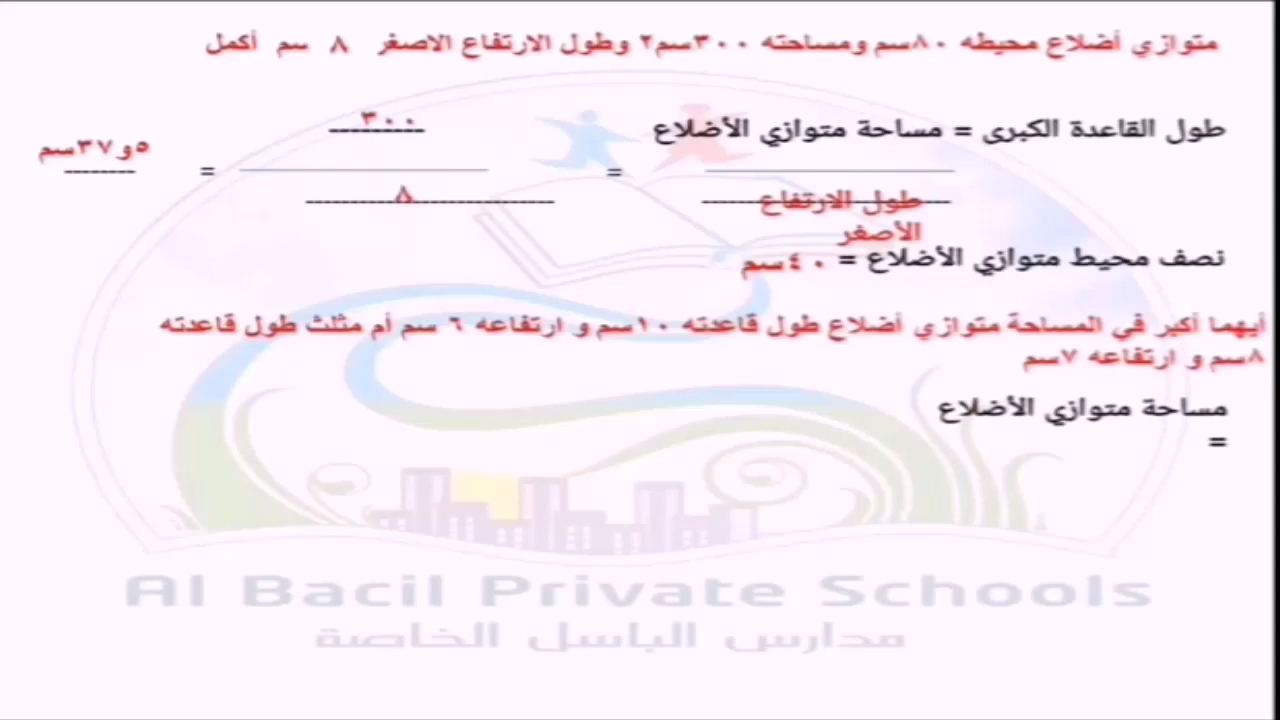 متوازي أضلاع محيطه ٨٠سم ومساحته ٣٠٠سم٢ وطول الارتفاع الاصغر ٨ سم أكمل
طول القاعدة الكبرى = مساحة متوازي الأضلاع
٣٠٠
= = ٥و٣٧سم
طول الارتفاع
الأصغر
٨
نصف محيط متوازي الأضلاع = ٤٠سم
أيهما أكبر في المساحة متوازي أضلاع طول قاعدته ١٠سم و ارتفاعه ٦ سم أم مثلث طول قاعدته
٨سم و ارتفاعه ٧سم
مساحة متوازي الأضلاع
=
Al Bacil Private Schools
مدارس الباسل الخاصة